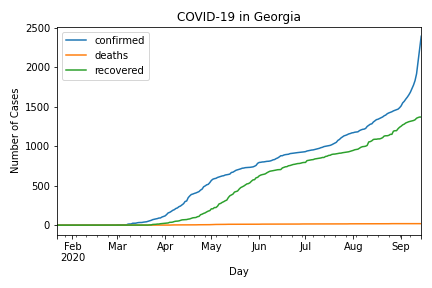 COVID-19 in Georgia
confirmed
deaths
recovered
Number of Cases
2500
2000
1500
1000
500
0
Feb Mar Apr May Jun Jul Aug Sep
2020
Day